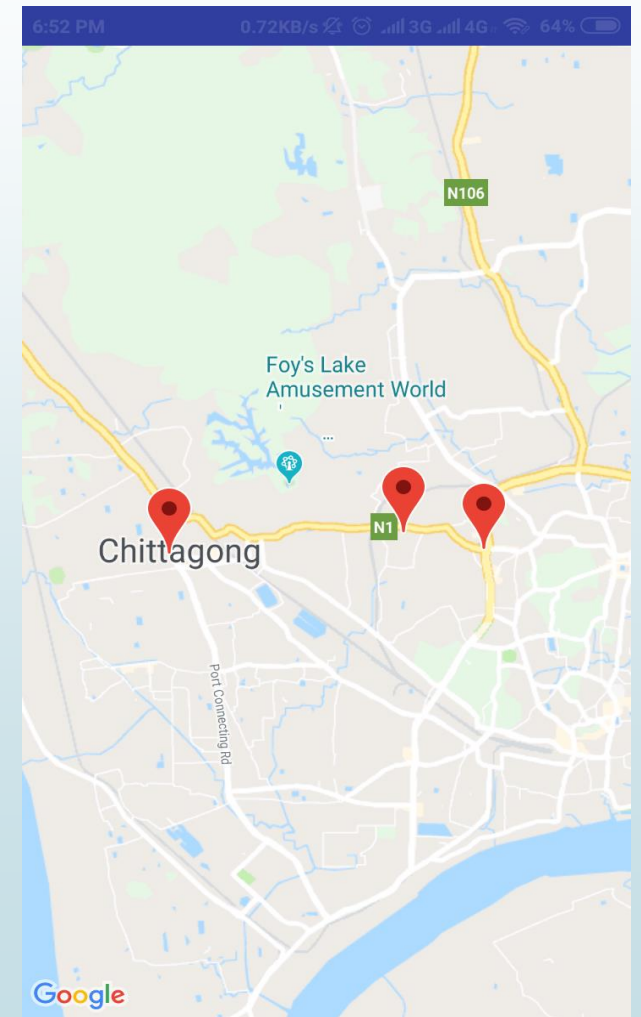 6:52 PM 0.72KB/s 3G 4G 64%
N106
Foy's Lake
Amusement World
...
N1
Chittagong
Port Connecting Rd
Google